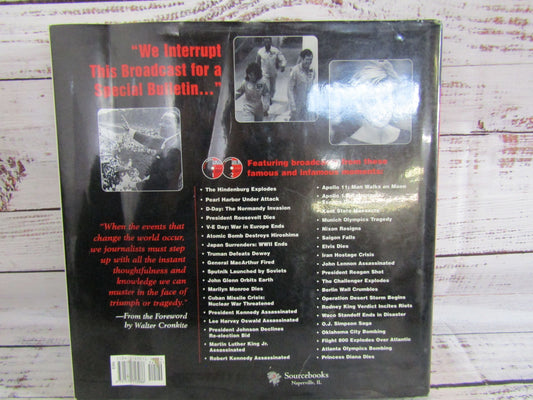 "We Interrupt
This Broadcast for a
Special Bulletin..."
Featuring broadcasts from these
famous and infamous moments:
• The Hindenburg Explodes
• Pearl Harbor Under Attack
• D-Day: The Normandy Invasion
• President Roosevelt Dies
• V-E Day: War in Europe Ends
• Atomic Bomb Destroys Hiroshima
• Japan Surrenders: WWII Ends
• Truman Defeats Dewey
• General MacArthur Fired
• Sputnik Launched by Soviets
• John Glenn Orbits Earth
• Marilyn Monroe Dies
• Cuban Missile Crisis:
Nuclear War Threatened
• President Kennedy Assassinated
• Lee Harvey Oswald Assassinated
• President Johnson Declines
Re-election Bid
• Martin Luther King Jr.
Assassinated
• Robert Kennedy Assassinated
• Apollo 11: Man Walks on Moon
• Apollo
• Kent State Massacre
• Munich Olympics Tragedy
• Nixon Resigns
• Saigon Falls
• Elvis Dies
• Iran Hostage Crisis
• John Lennon Assassinated
• President Reagan Shot
• The Challenger Explodes
• Berlin Wall Crumbles
• Operation Desert Storm Begins
• Rodney King Verdict Incites Riots
• Waco Standoff Ends in Disaster
• O.J. Simpson Saga
• Oklahoma City Bombing
• Flight 800 Explodes Over Atlantic
• Atlanta Olympics Bombing
• Princess Diana Dies
"When the events that
change the world occur,
we journalists must step
up with all the instant
thoughtfulness and
knowledge we can
muster in the face of
triumph or tragedy."
—From the Foreword
by Walter Cronkite
Sourcebooks
Naperville, IL